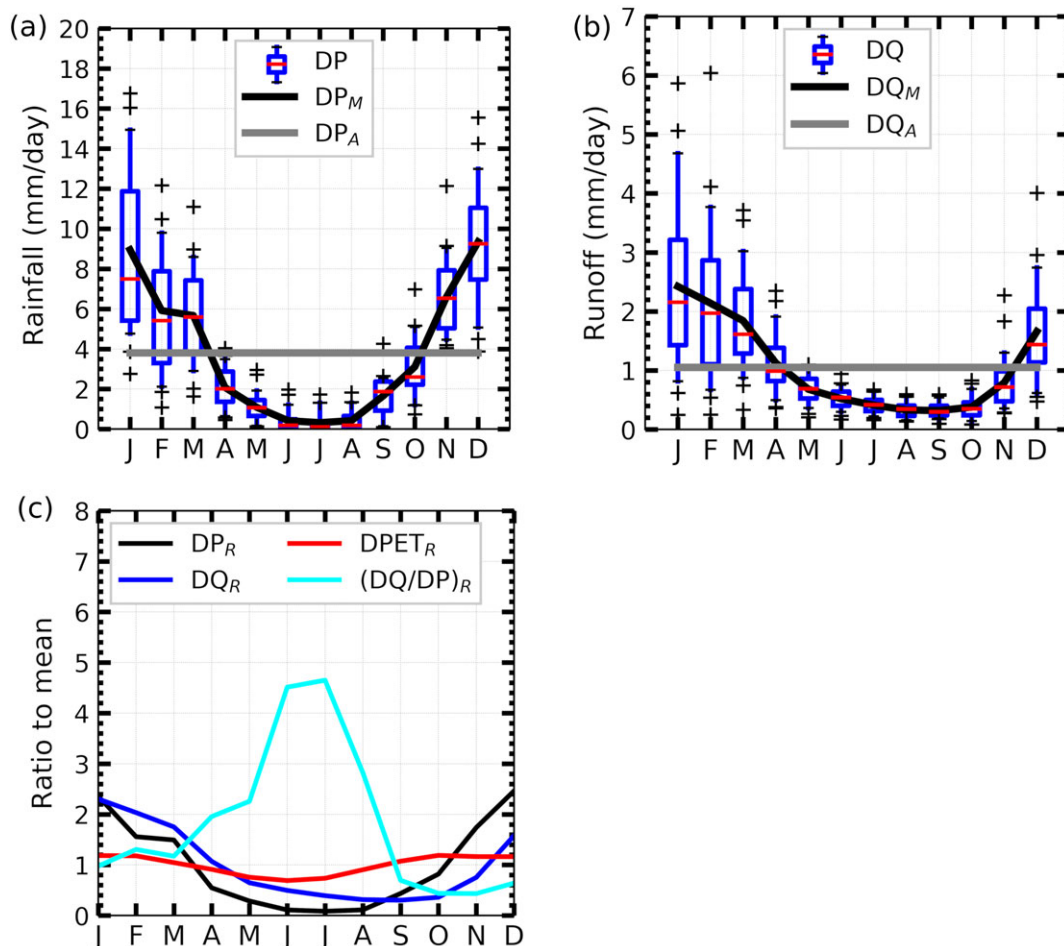 (a)
20
18
16
14
12
10
8
6
4
2
0
Rainfall (mm/day)
DP
DP_M
DP_A
J F M A M J J A S O N D
(b)
7
6
5
4
3
2
1
0
Runoff (mm/day)
DQ
DQ_M
DQ_A
J F M A M J J A S O N D
(c)
8
7
6
5
4
3
2
1
0
Ratio to mean
DP_R DPET_R
DQ_R (DQ/DP)_R
J F M A M J J A S O N D